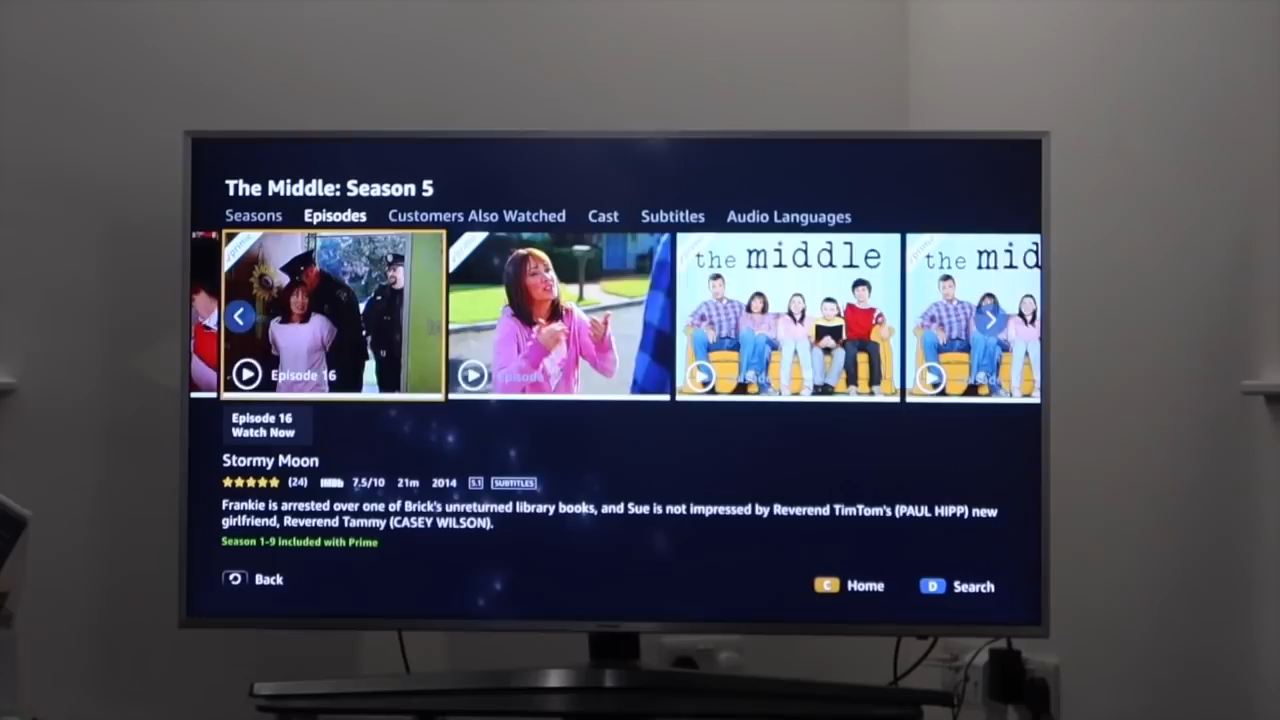 The Middle: Season 5
Seasons Episodes Customers Also Watched Cast Subtitles Audio Languages
prime
the middle
the mid
Episode 16
Episode
Episode 16
Watch Now
Stormy Moon
(24) IMDb 7.5/10 21m 2014 5.1 SUBTITLES
Frankie is arrested over one of Brick's unreturned library books, and Sue is not impressed by Reverend TimTom's (PAUL HIPP) new
girlfriend, Reverend Tammy (CASEY WILSON).
Season 1-9 included with Prime
Back
C Home D Search